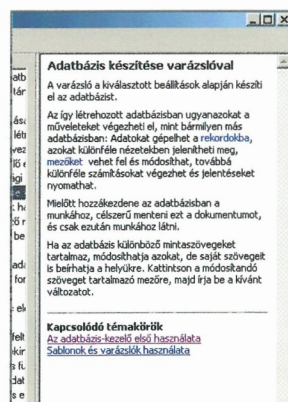 Adatbázis készítése varázslóval
A varázsló a kiválasztott beállítások alapján készíti
el az adatbázist.
Az így létrehozott adatbázisban ugyanazokat a
műveleteket végezheti el, mint bármilyen más
adatbázisban: Adatokat gépelhet a rekordokba,
azokat különféle nézetekben jelenítheti meg,
mezőket vehet fel és módosíthat, továbbá
különféle számításokat végezhet és jelentéseket
nyomathat.
Mielőtt hozzákezdene az adatbázisban a
munkához, célszerű menteni ezt a dokumentumot,
és csak ezután munkához látni.
Ha az adatbázis különböző mintaszövegeket
tartalmaz, módosíthatja azokat, de saját szövegeit
is beírhatja a helyükre. Kattintson a módosítandó
szöveget tartalmazó mezőre, majd írja be a kívánt
változatot.
Kapcsolódó témakörök
Az adatbázis-kezelő első használata
Sablonok és varázslók használata